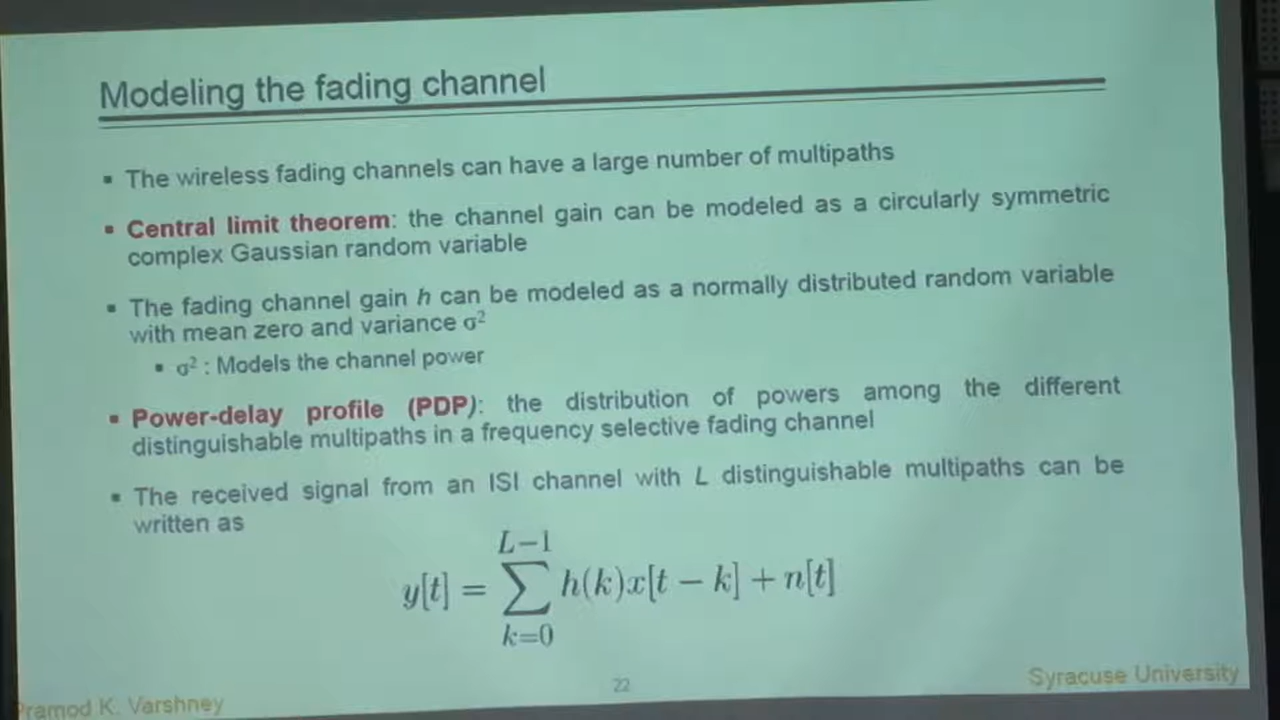 Modeling the fading channel
▪ The wireless fading channels can have a large number of multipaths
▪ Central limit theorem: the channel gain can be modeled as a circularly symmetric
complex Gaussian random variable
▪ The fading channel gain h can be modeled as a normally distributed random variable
with mean zero and variance σ²
▪ σ² : Models the channel power
▪ Power-delay profile (PDP): the distribution of powers among the different
distinguishable multipaths in a frequency selective fading channel
▪ The received signal from an ISI channel with L distinguishable multipaths can be
written as
L−1
y[t] = ∑ h(k)x[t − k] + n[t]
k=0
22
Pramod K. Varshney
Syracuse University